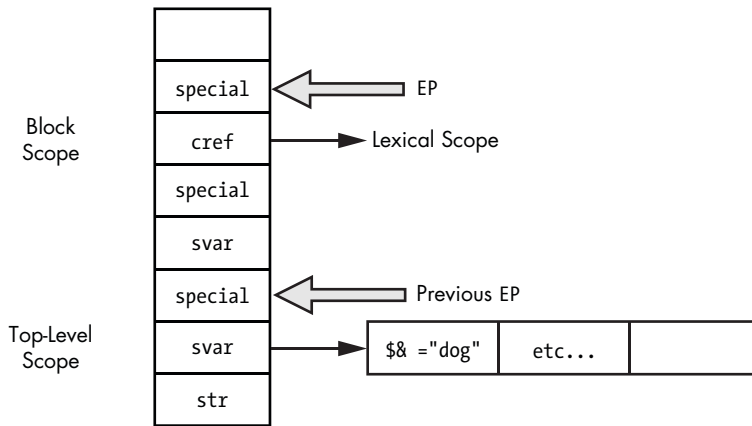 special
EP
Block
Scope
cref
Lexical Scope
special
svar
special
Previous EP
Top-Level
Scope
svar
$& ="dog"
etc...
str